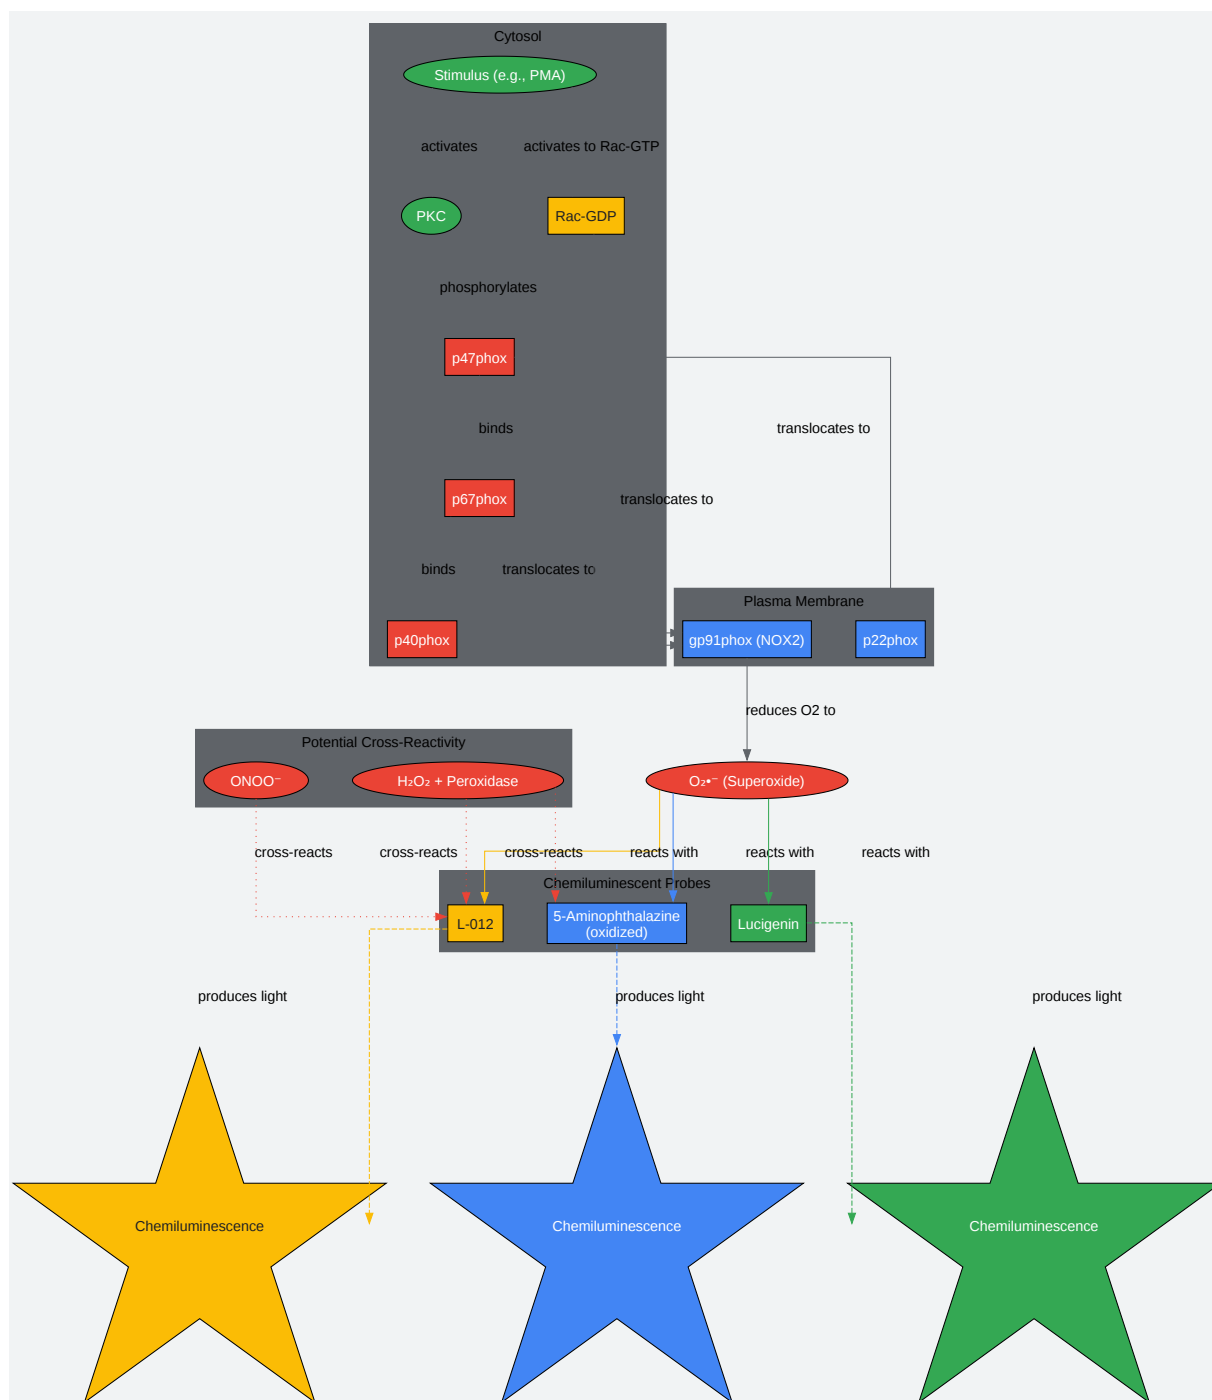 Cytosol
Stimulus (e.g., PMA)
activates
activates to Rac-GTP
PKC
Rac-GDP
phosphorylates
p47phox
binds
translocates to
p67phox
translocates to
binds
translocates to
Plasma Membrane
p40phox
gp91phox (NOX2)
p22phox
reduces O2 to
Potential Cross-Reactivity
ONOO⁻
H₂O₂ + Peroxidase
O₂•⁻ (Superoxide)
cross-reacts
cross-reacts
cross-reacts
reacts with
reacts with
reacts with
Chemiluminescent Probes
L-012
5-Aminophthalazine
(oxidized)
Lucigenin
produces light
produces light
produces light
Chemiluminescence
Chemiluminescence
Chemiluminescence